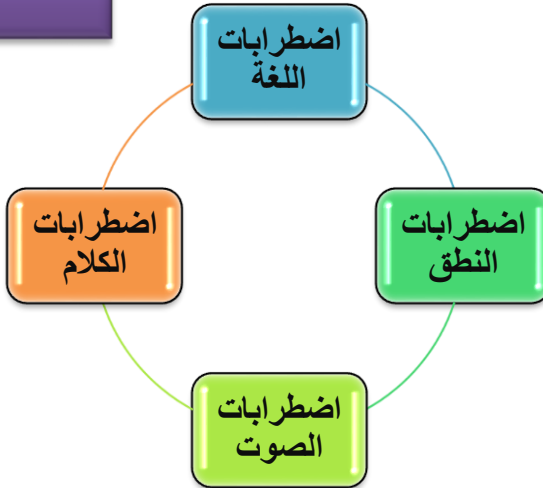 اضطرابات
اللغة
اضطرابات
النطق
اضطرابات
الصوت
اضطرابات
الكلام